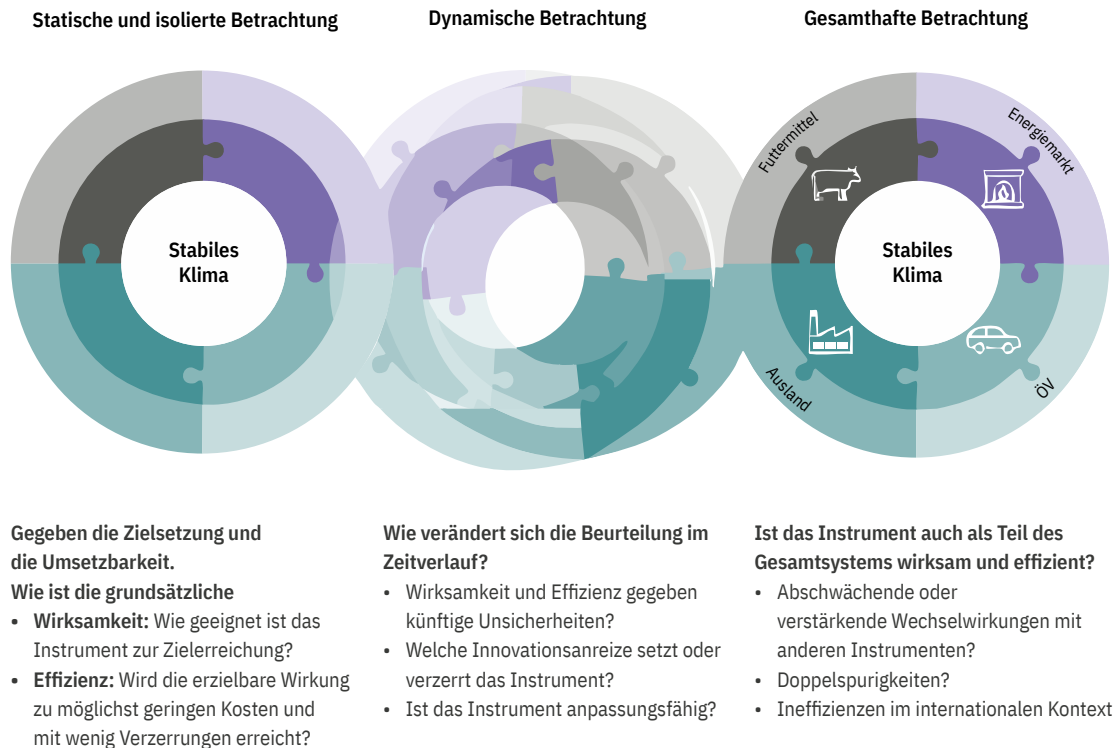 Statische und isolierte Betrachtung
Dynamische Betrachtung
Gesamthafte Betrachtung
Stabiles
Klima
Futtermittel
Energiemarkt
Stabiles
Klima
Ausland
ÖV
Gegeben die Zielsetzung und
die Umsetzbarkeit.
Wie ist die grundsätzliche
• Wirksamkeit: Wie geeignet ist das
Instrument zur Zielerreichung?
• Effizienz: Wird die erzielbare Wirkung
zu möglichst geringen Kosten und
mit wenig Verzerrungen erreicht?
Wie verändert sich die Beurteilung im
Zeitverlauf?
• Wirksamkeit und Effizienz gegeben
künftige Unsicherheiten?
• Welche Innovationsanreize setzt oder
verzerrt das Instrument?
• Ist das Instrument anpassungsfähig?
Ist das Instrument auch als Teil des
Gesamtsystems wirksam und effizient?
• Abschwächende oder
verstärkende Wechselwirkungen mit
anderen Instrumenten?
• Doppelspurigkeiten?
• Ineffizienzen im internationalen Kontext